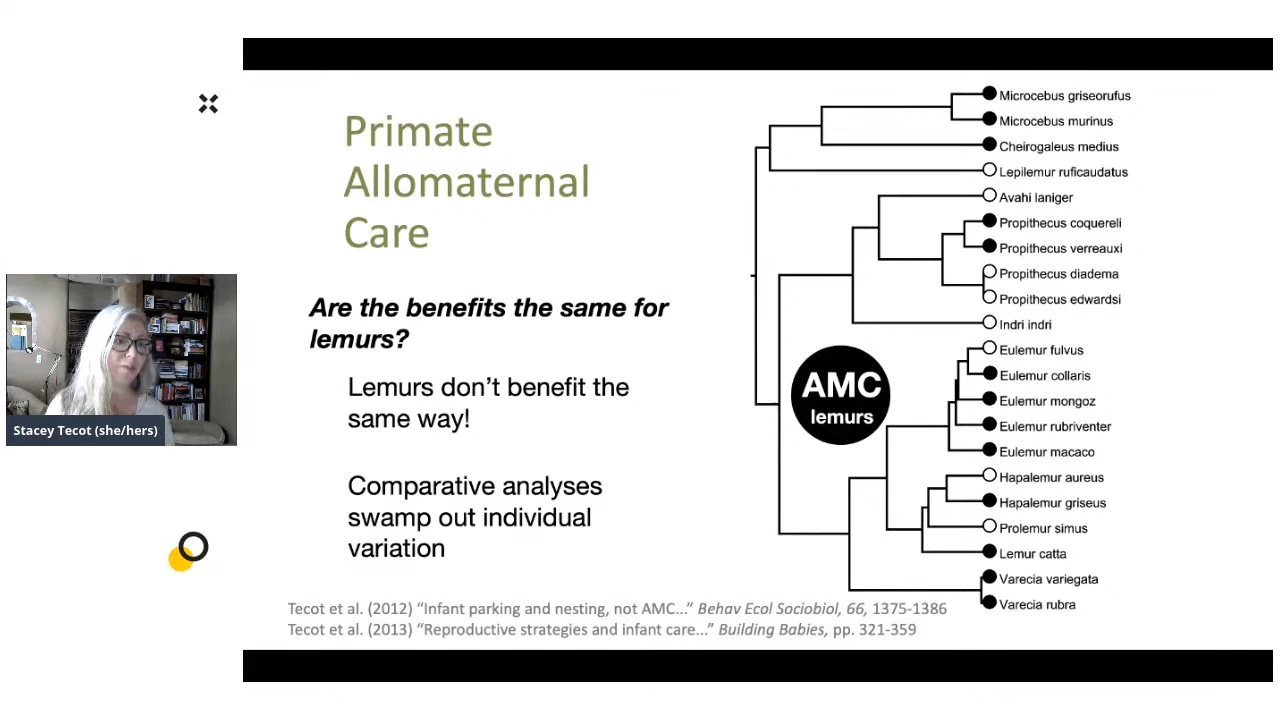 Primate
Allomaternal
Care
Are the benefits the same for
lemurs?
Lemurs don’t benefit the
same way!
Comparative analyses
swamp out individual
variation
Microcebus griseorufus
Microcebus murinus
Cheirogaleus medius
Lepilemur ruficaudatus
Avahi laniger
Propithecus coquereli
Propithecus verreauxi
Propithecus diadema
Propithecus edwardsi
Indri indri
Eulemur fulvus
Eulemur collaris
Eulemur mongoz
Eulemur rubriventer
Eulemur macaco
Hapalemur aureus
Hapalemur griseus
Prolemur simus
Lemur catta
Varecia variegata
Varecia rubra
AMC
lemurs
Tecot et al. (2012) “Infant parking and nesting, not AMC...” Behav Ecol Sociobiol, 66, 1375-1386
Tecot et al. (2013) “Reproductive strategies and infant care...” Building Babies, pp. 321-359
Stacey Tecot (she/hers)